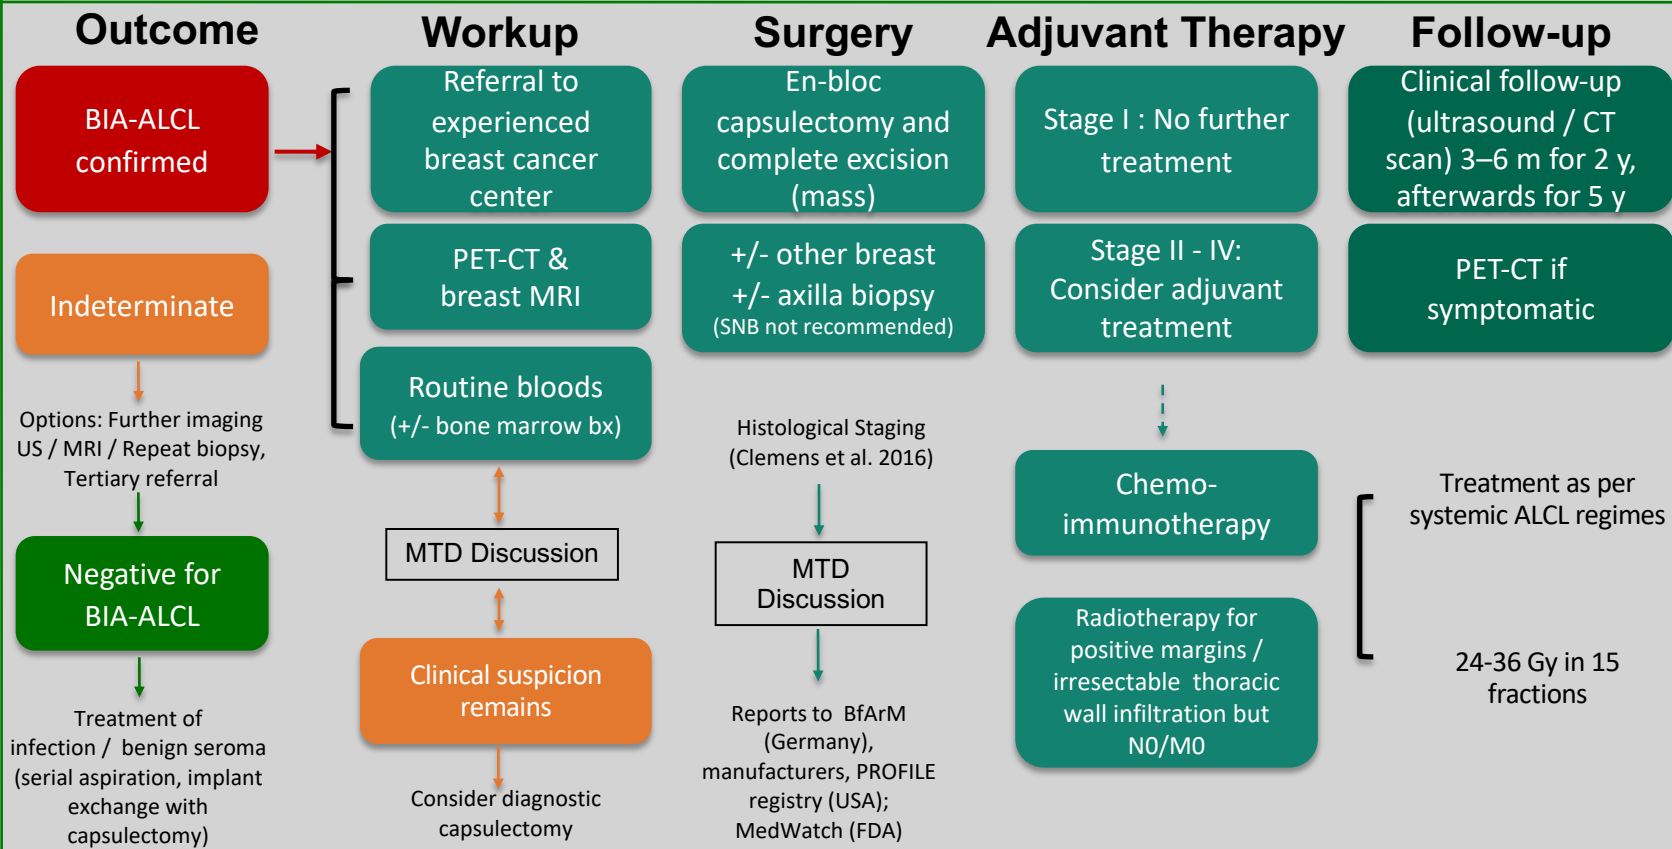 Outcome
Workup
Surgery
Adjuvant Therapy
Follow-up
BIA-ALCL
confirmed
Indeterminate
Options: Further imaging
US / MRI / Repeat biopsy,
Tertiary referral
Negative for
BIA-ALCL
Treatment of
infection / benign seroma
(serial aspiration, implant
exchange with
capsulectomy)
Referral to
experienced
breast cancer
center
PET-CT &
breast MRI
Routine bloods
(+/- bone marrow bx)
MTD Discussion
Clinical suspicion
remains
Consider diagnostic
capsulectomy
En-bloc
capsulectomy and
complete excision
(mass)
+/- other breast
+/- axilla biopsy
(SNB not recommended)
Histological Staging
(Clemens et al. 2016)
MTD
Discussion
Reports to BfArM
(Germany),
manufacturers, PROFILE
registry (USA);
MedWatch (FDA)
Stage I : No further
treatment
Stage II - IV:
Consider adjuvant
treatment
Chemo-
immunotherapy
Radiotherapy for
positive margins /
irresectable thoracic
wall infiltration but
N0/M0
Clinical follow-up
(ultrasound / CT
scan) 3–6 m for 2 y,
afterwards for 5 y
PET-CT if
symptomatic
Treatment as per
systemic ALCL regimes
24-36 Gy in 15
fractions